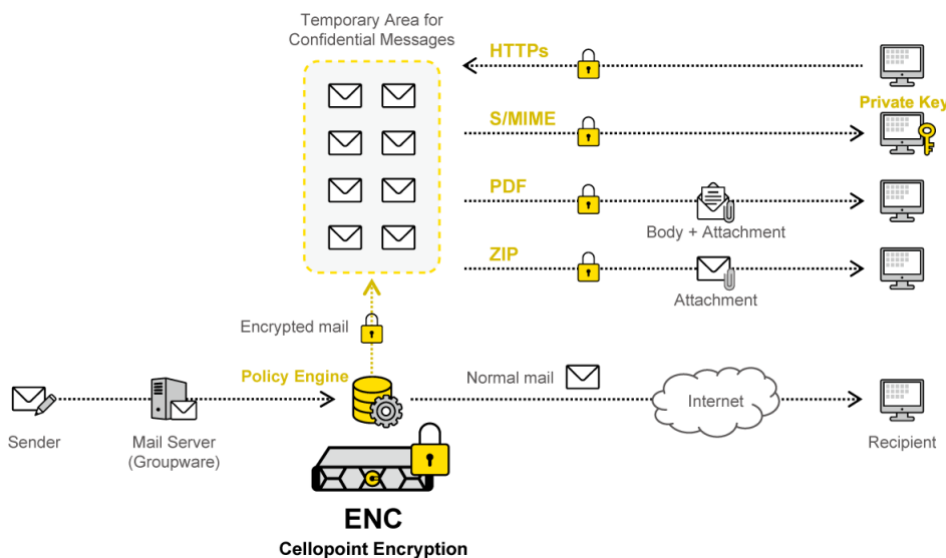 Temporary Area for
Confidential Messages
HTTPs
Private Key
S/MIME
PDF
Body + Attachment
ZIP
Attachment
Encrypted mail
Policy Engine
Normal mail
Internet
Sender
Mail Server
(Groupware)
Recipient
ENC
Cellopoint Encryption